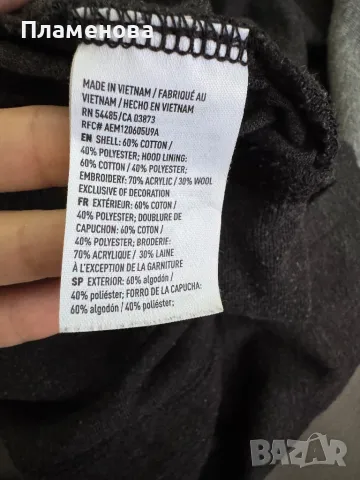 Пламенова
MADE IN VIETNAM / FABRIQUÉ AU
VIETNAM / HECHO EN VIETNAM
RN 54485/CA 03873
RFC# AEM120605U9A
EN SHELL: 60% COTTON /
40% POLYESTER; HOOD LINING:
60% COTTON / 40% POLYESTER;
EMBROIDERY: 70% ACRYLIC / 30% WOOL
EXCLUSIVE OF DECORATION
FR EXTÉRIEUR: 60% COTON /
40% POLYESTER; DOUBLURE DE
CAPUCHON: 60% COTON /
40% POLYESTER; BRODERIE:
70% ACRYLIQUE / 30% LAINE
À L'EXCEPTION DE LA GARNITURE
SP EXTERIOR: 60% algodón /
40% poliéster; FORRO DE LA CAPUCHA:
60% algodón / 40% poliéster;
BAZAR